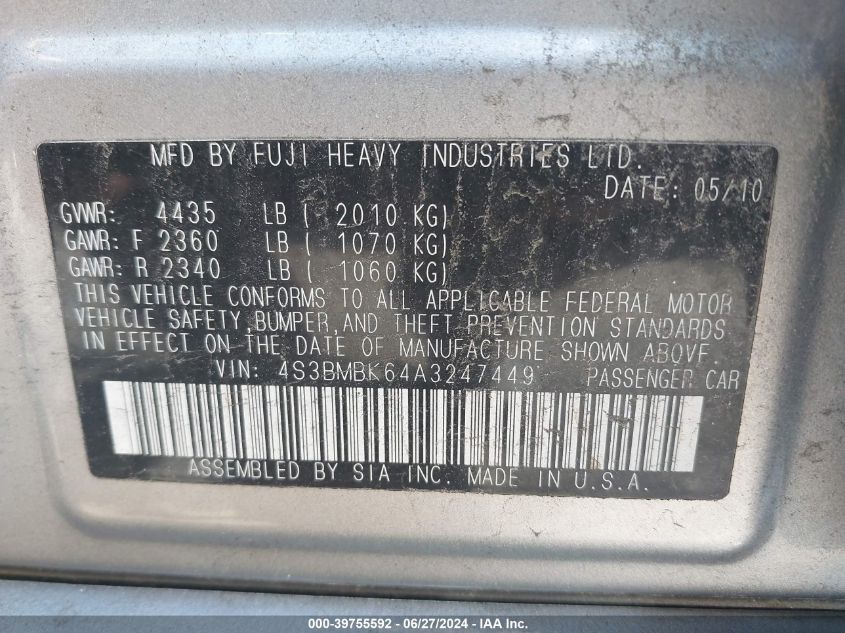 MFD BY FUJI HEAVY INDUSTRIES LTD.
DATE: 05/10
GVWR: 4435 LB ( 2010 KG)
GAWR: F 2360 LB ( 1070 KG)
GAWR: R 2340 LB ( 1060 KG)
THIS VEHICLE CONFORMS TO ALL APPLICABLE FEDERAL MOTOR
VEHICLE SAFETY, BUMPER, AND THEFT PREVENTION STANDARDS
IN EFFECT ON THE DATE OF MANUFACTURE SHOWN ABOVE.
VIN: 4S3BMBK64A3247449 PASSENGER CAR
ASSEMBLED BY SIA INC. MADE IN U.S.A.
000-39755592 - 06/27/2024 - IAA Inc.